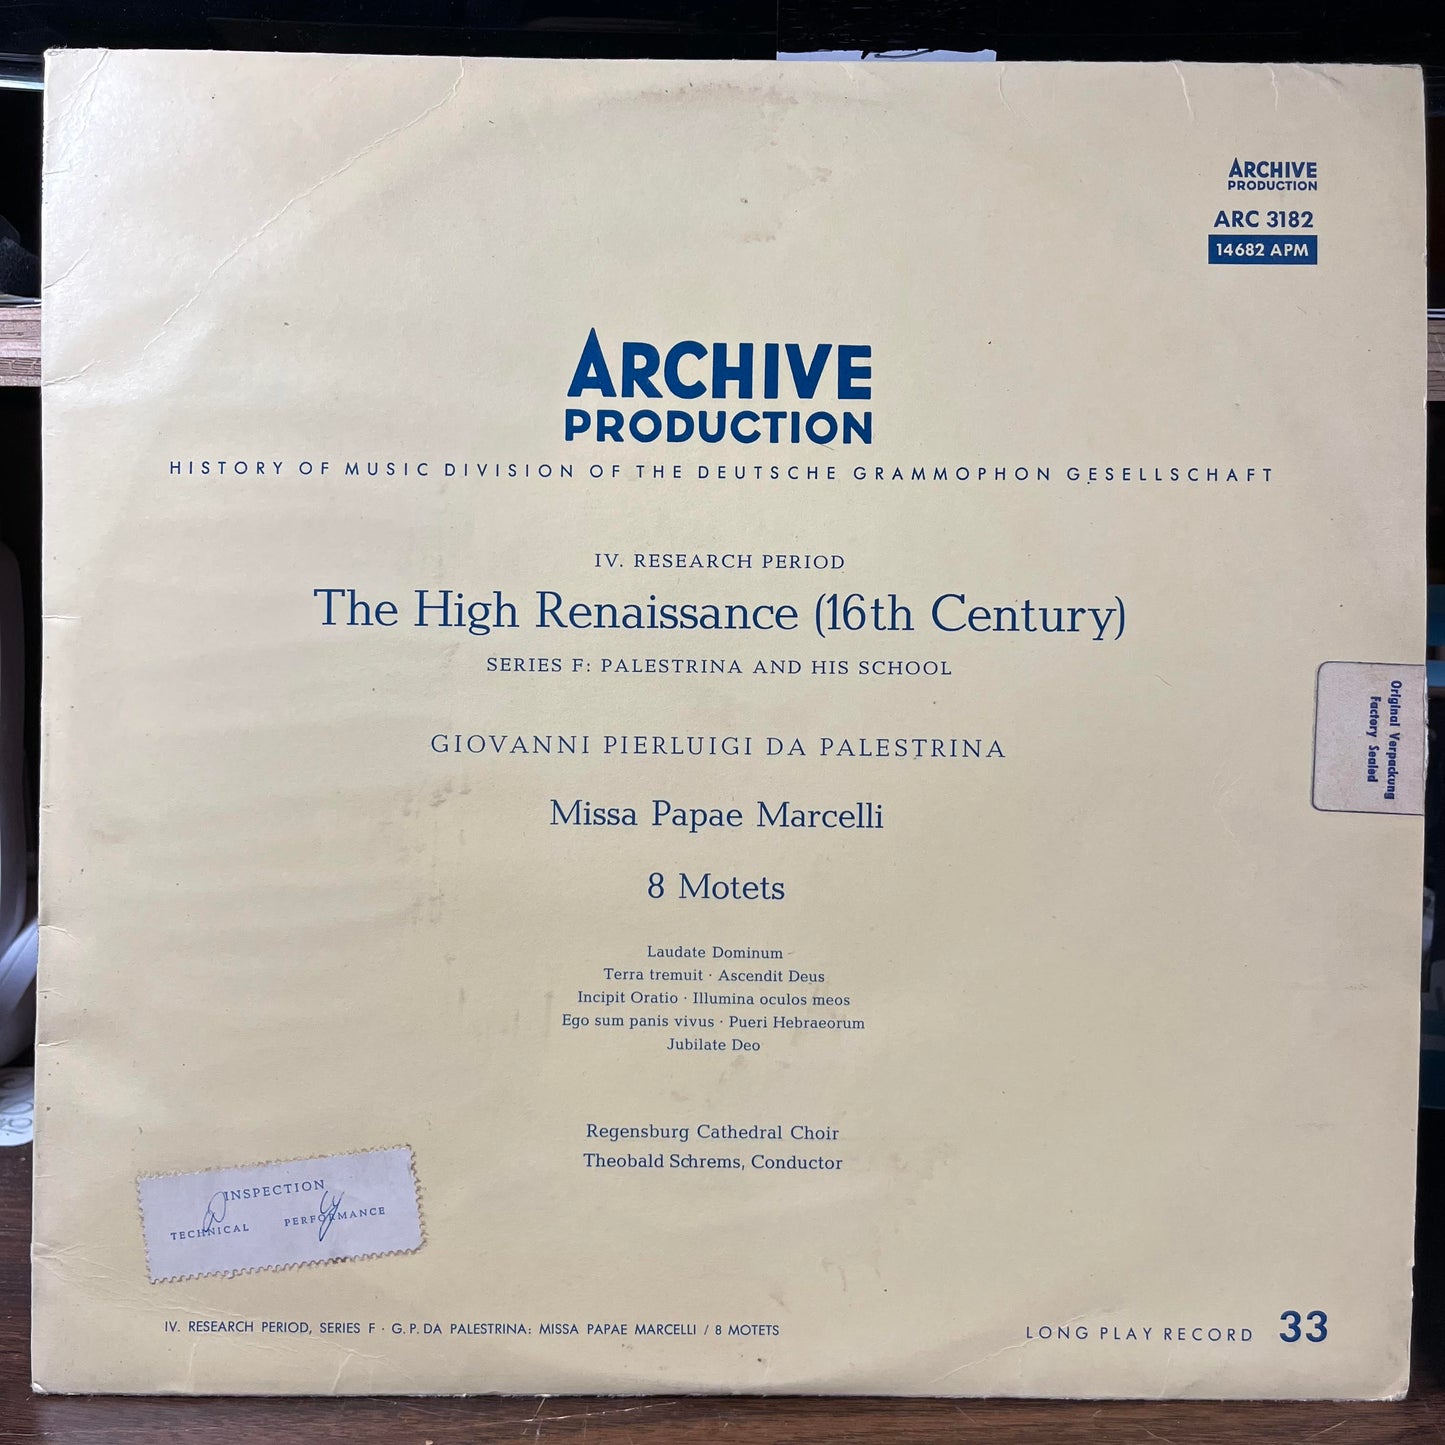 ARCHIVE
PRODUCTION
ARC 3182
14682 APM
ARCHIVE
PRODUCTION
HISTORY OF MUSIC DIVISION OF THE DEUTSCHE GRAMMOPHON GESELLSCHAFT
IV. RESEARCH PERIOD
The High Renaissance (16th Century)
SERIES F: PALESTRINA AND HIS SCHOOL
Original Verpackung
Factory Sealed
GIOVANNI PIERLUIGI DA PALESTRINA
Missa Papae Marcelli
8 Motets
Laudate Dominum
Terra tremuit · Ascendit Deus
Incipit Oratio · Illumina oculos meos
Ego sum panis vivus · Pueri Hebraeorum
Jubilate Deo
Regensburg Cathedral Choir
Theobald Schrems, Conductor
INSPECTION
TECHNICAL PERFORMANCE
IV. RESEARCH PERIOD, SERIES F · G. P. DA PALESTRINA: MISSA PAPAE MARCELLI / 8 MOTETS
LONG PLAY RECORD 33